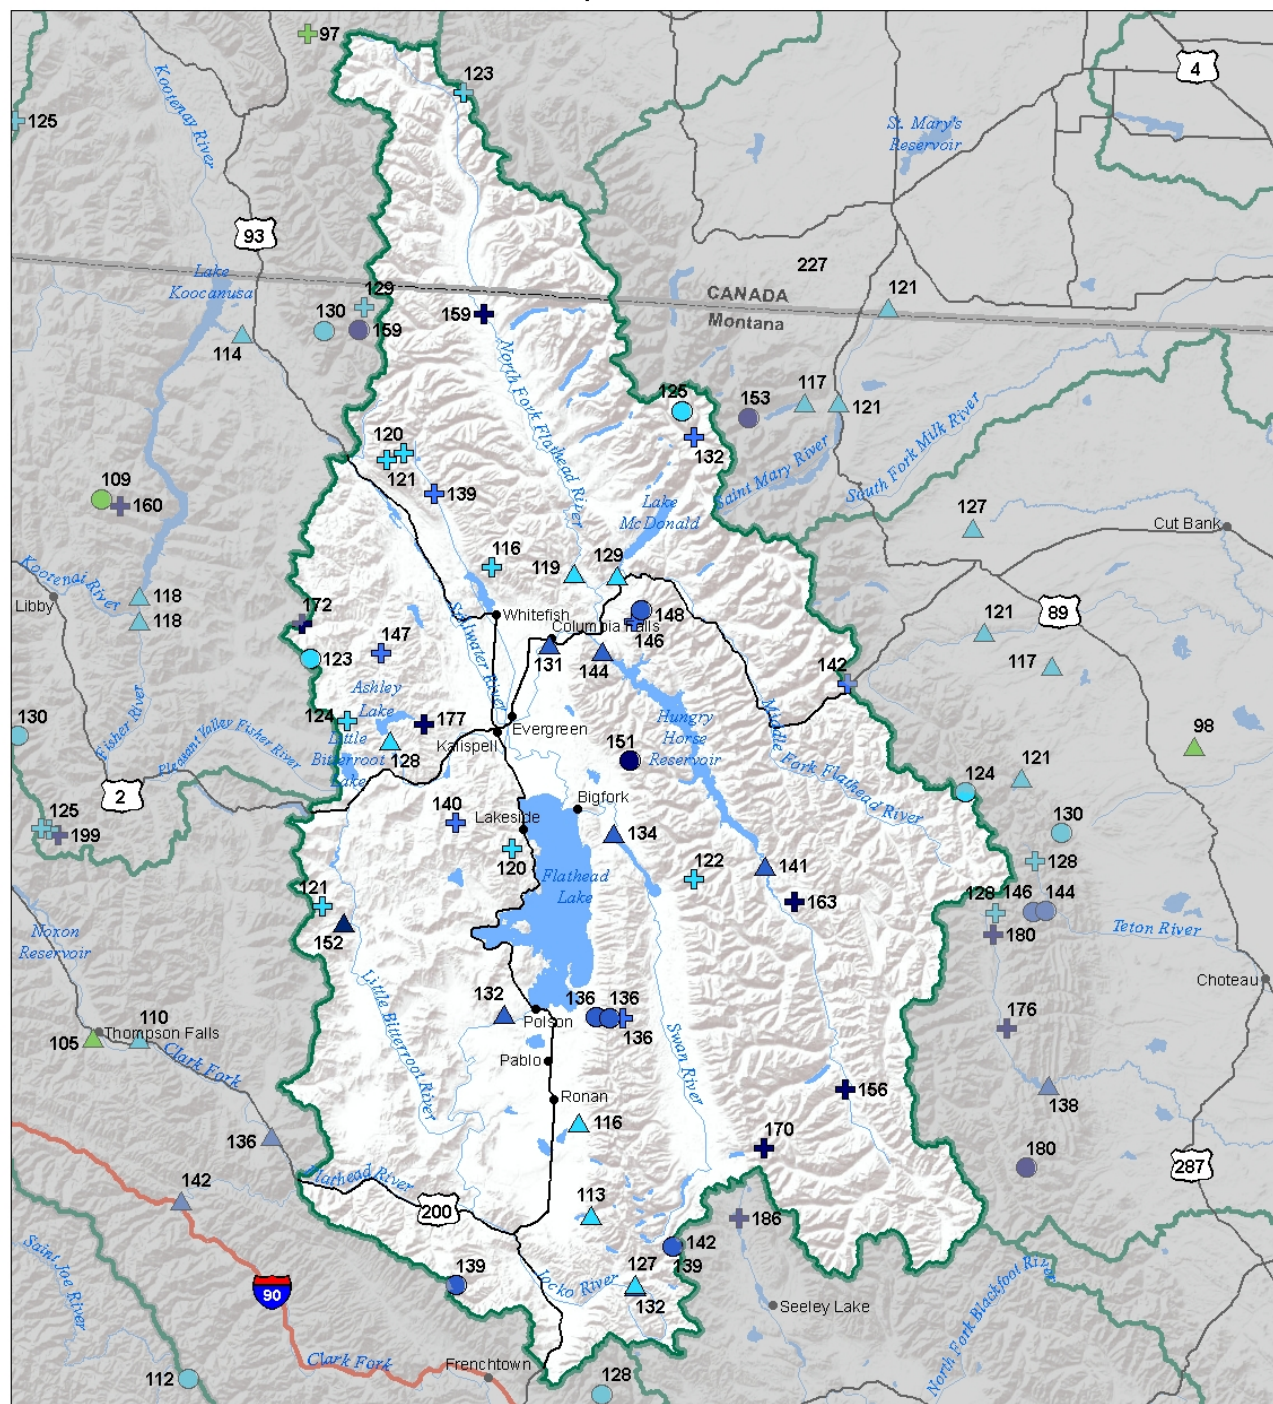 97
123
125
4
Kootenay River
St. Mary's
Reservoir
93
227
Lake
Koocanusa
129
130
159
159
CANADA
Montana
121
114
North Fork Flathead River
125
153
117
121
132
120
121
139
Saint Mary River
South Fork Milk River
109
160
Lake
McDonald
127
Cut Bank
116
119
129
Kootenai River
Libby
118
118
172
Whitefish
Columbia Falls
148
146
121
89
147
123
Stillwater River
131
144
142
117
Ashley
Lake
124
177
Hungry
Horse
Reservoir
Middle Fork Flathead River
130
Fisher River
Pleasant Valley Fisher River
Little
Bitterroot
Lake
128
Evergreen
Kalispell
151
98
2
124
121
125
199
140
Lakeside
Bigfork
134
130
120
Flathead
Lake
122
141
128
163
121
152
128
146
144
180
Teton River
Noxon
Reservoir
Choteau
Little Bitterroot River
132
136
136
136
Polson
Swan River
176
105
Thompson Falls
110
Clark Fork
Pablo
Ronan
156
138
136
116
170
180
287
142
Flathead River
200
113
186
Saint Joe River
142
139
139
127
132
Jocko River
90
Seeley Lake
North Fork Blackfoot River
Clark Fork
Frenchtown
112
128